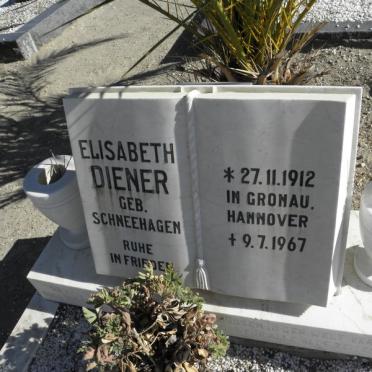 ELISABETH
DIENER
GEB.
SCHNEEHAGEN
RUHE
IN FRIEDEN
* 27.11.1912
IN GRONAU,
HANNOVER
† 9.7.1967